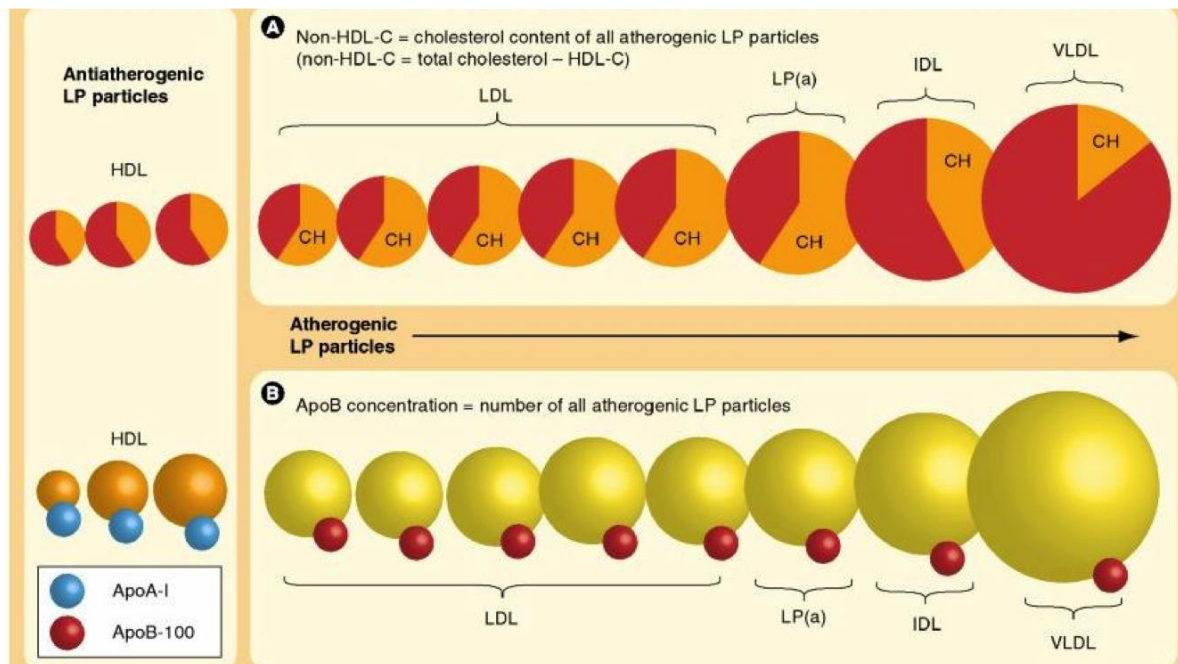 Antiatherogenic
LP particles
HDL
HDL
ApoA-I
ApoB-100
A
Non-HDL-C = cholesterol content of all atherogenic LP particles
(non-HDL-C = total cholesterol – HDL-C)
LDL
LP(a)
IDL
VLDL
CH
CH
CH
CH
CH
CH
CH
CH
Atherogenic
LP particles
B
ApoB concentration = number of all atherogenic LP particles
LDL
LP(a)
IDL
VLDL